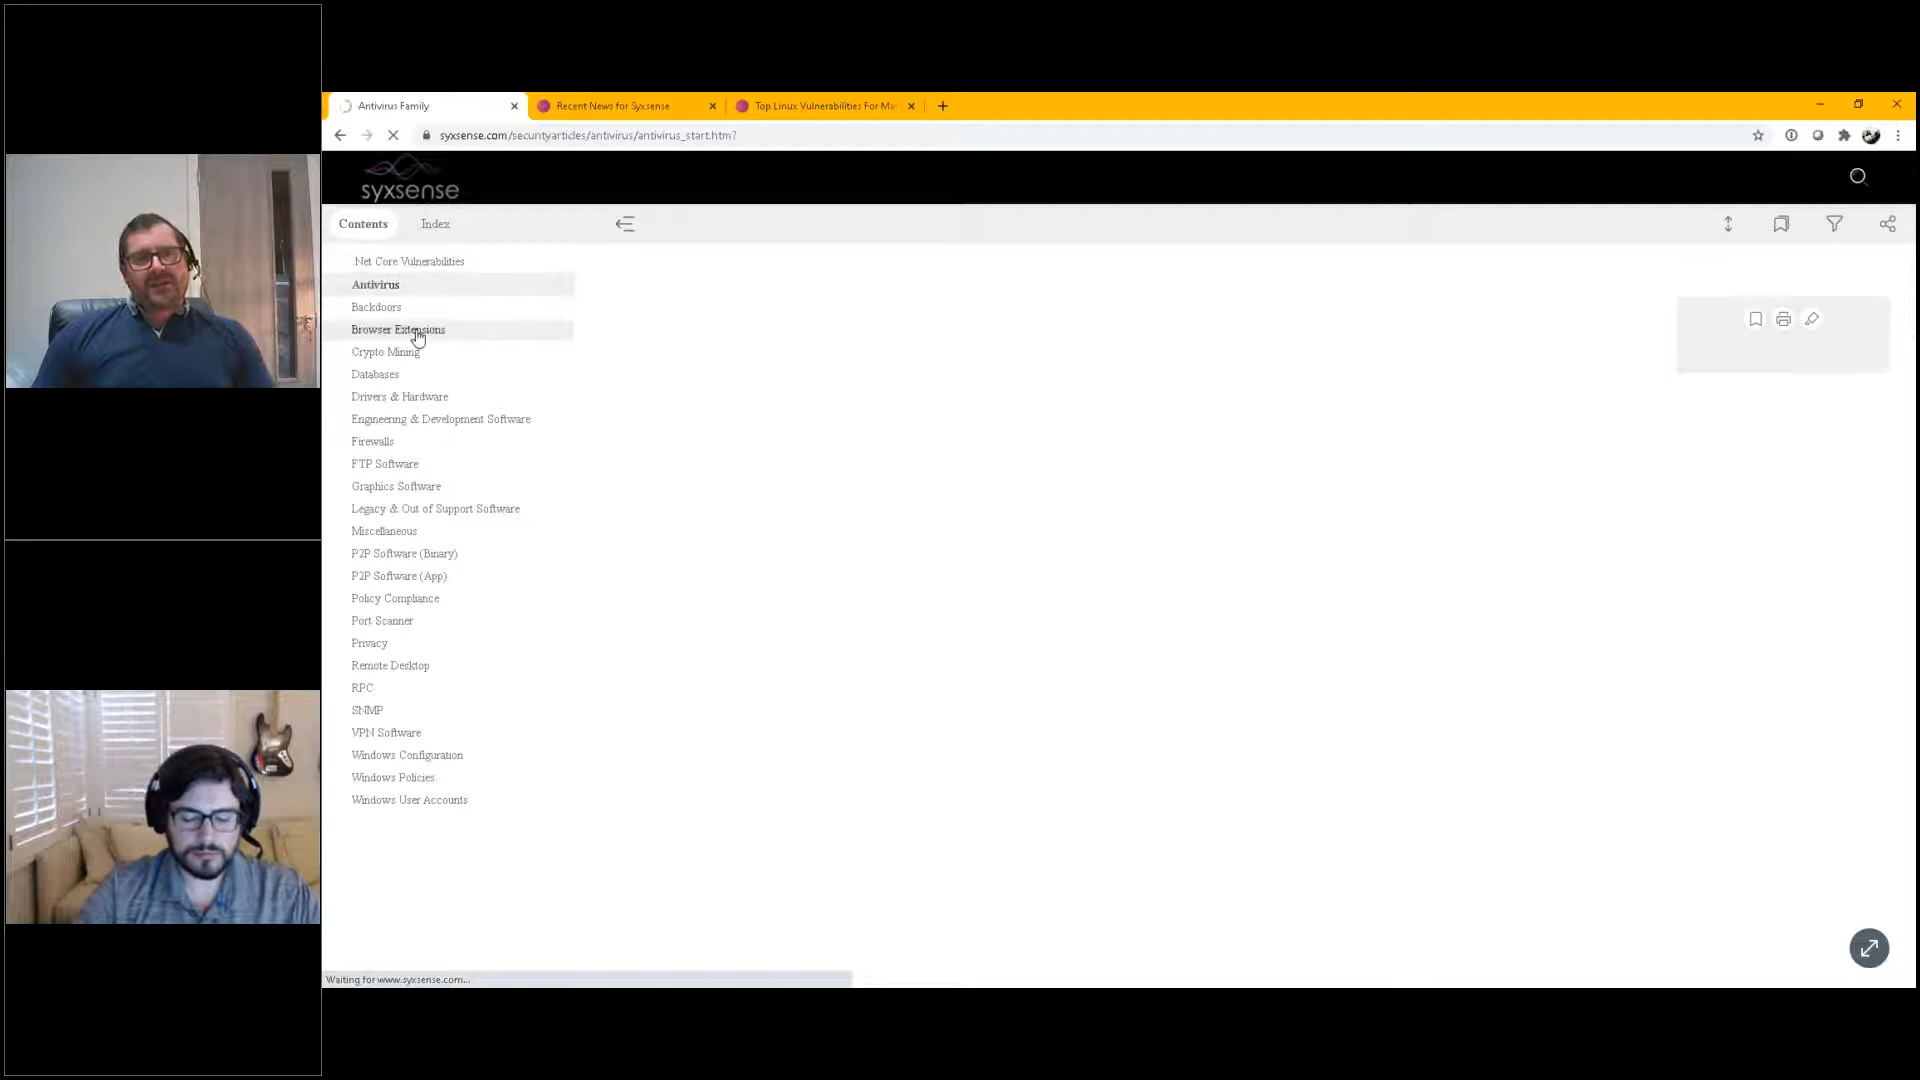 Antivirus Family
Recent News for Syxsense
Top Linux Vulnerabilities For Ma
syxsense.com/securityarticles/antivirus/antivirus_start.htm?
syxsense
Contents
Index
.Net Core Vulnerabilities
Antivirus
Backdoors
Browser Extensions
Crypto Mining
Databases
Drivers & Hardware
Engineering & Development Software
Firewalls
FTP Software
Graphics Software
Legacy & Out of Support Software
Miscellaneous
P2P Software (Binary)
P2P Software (App)
Policy Compliance
Port Scanner
Privacy
Remote Desktop
RPC
SNMP
VPN Software
Windows Configuration
Windows Policies
Windows User Accounts
Waiting for www.syxsense.com...